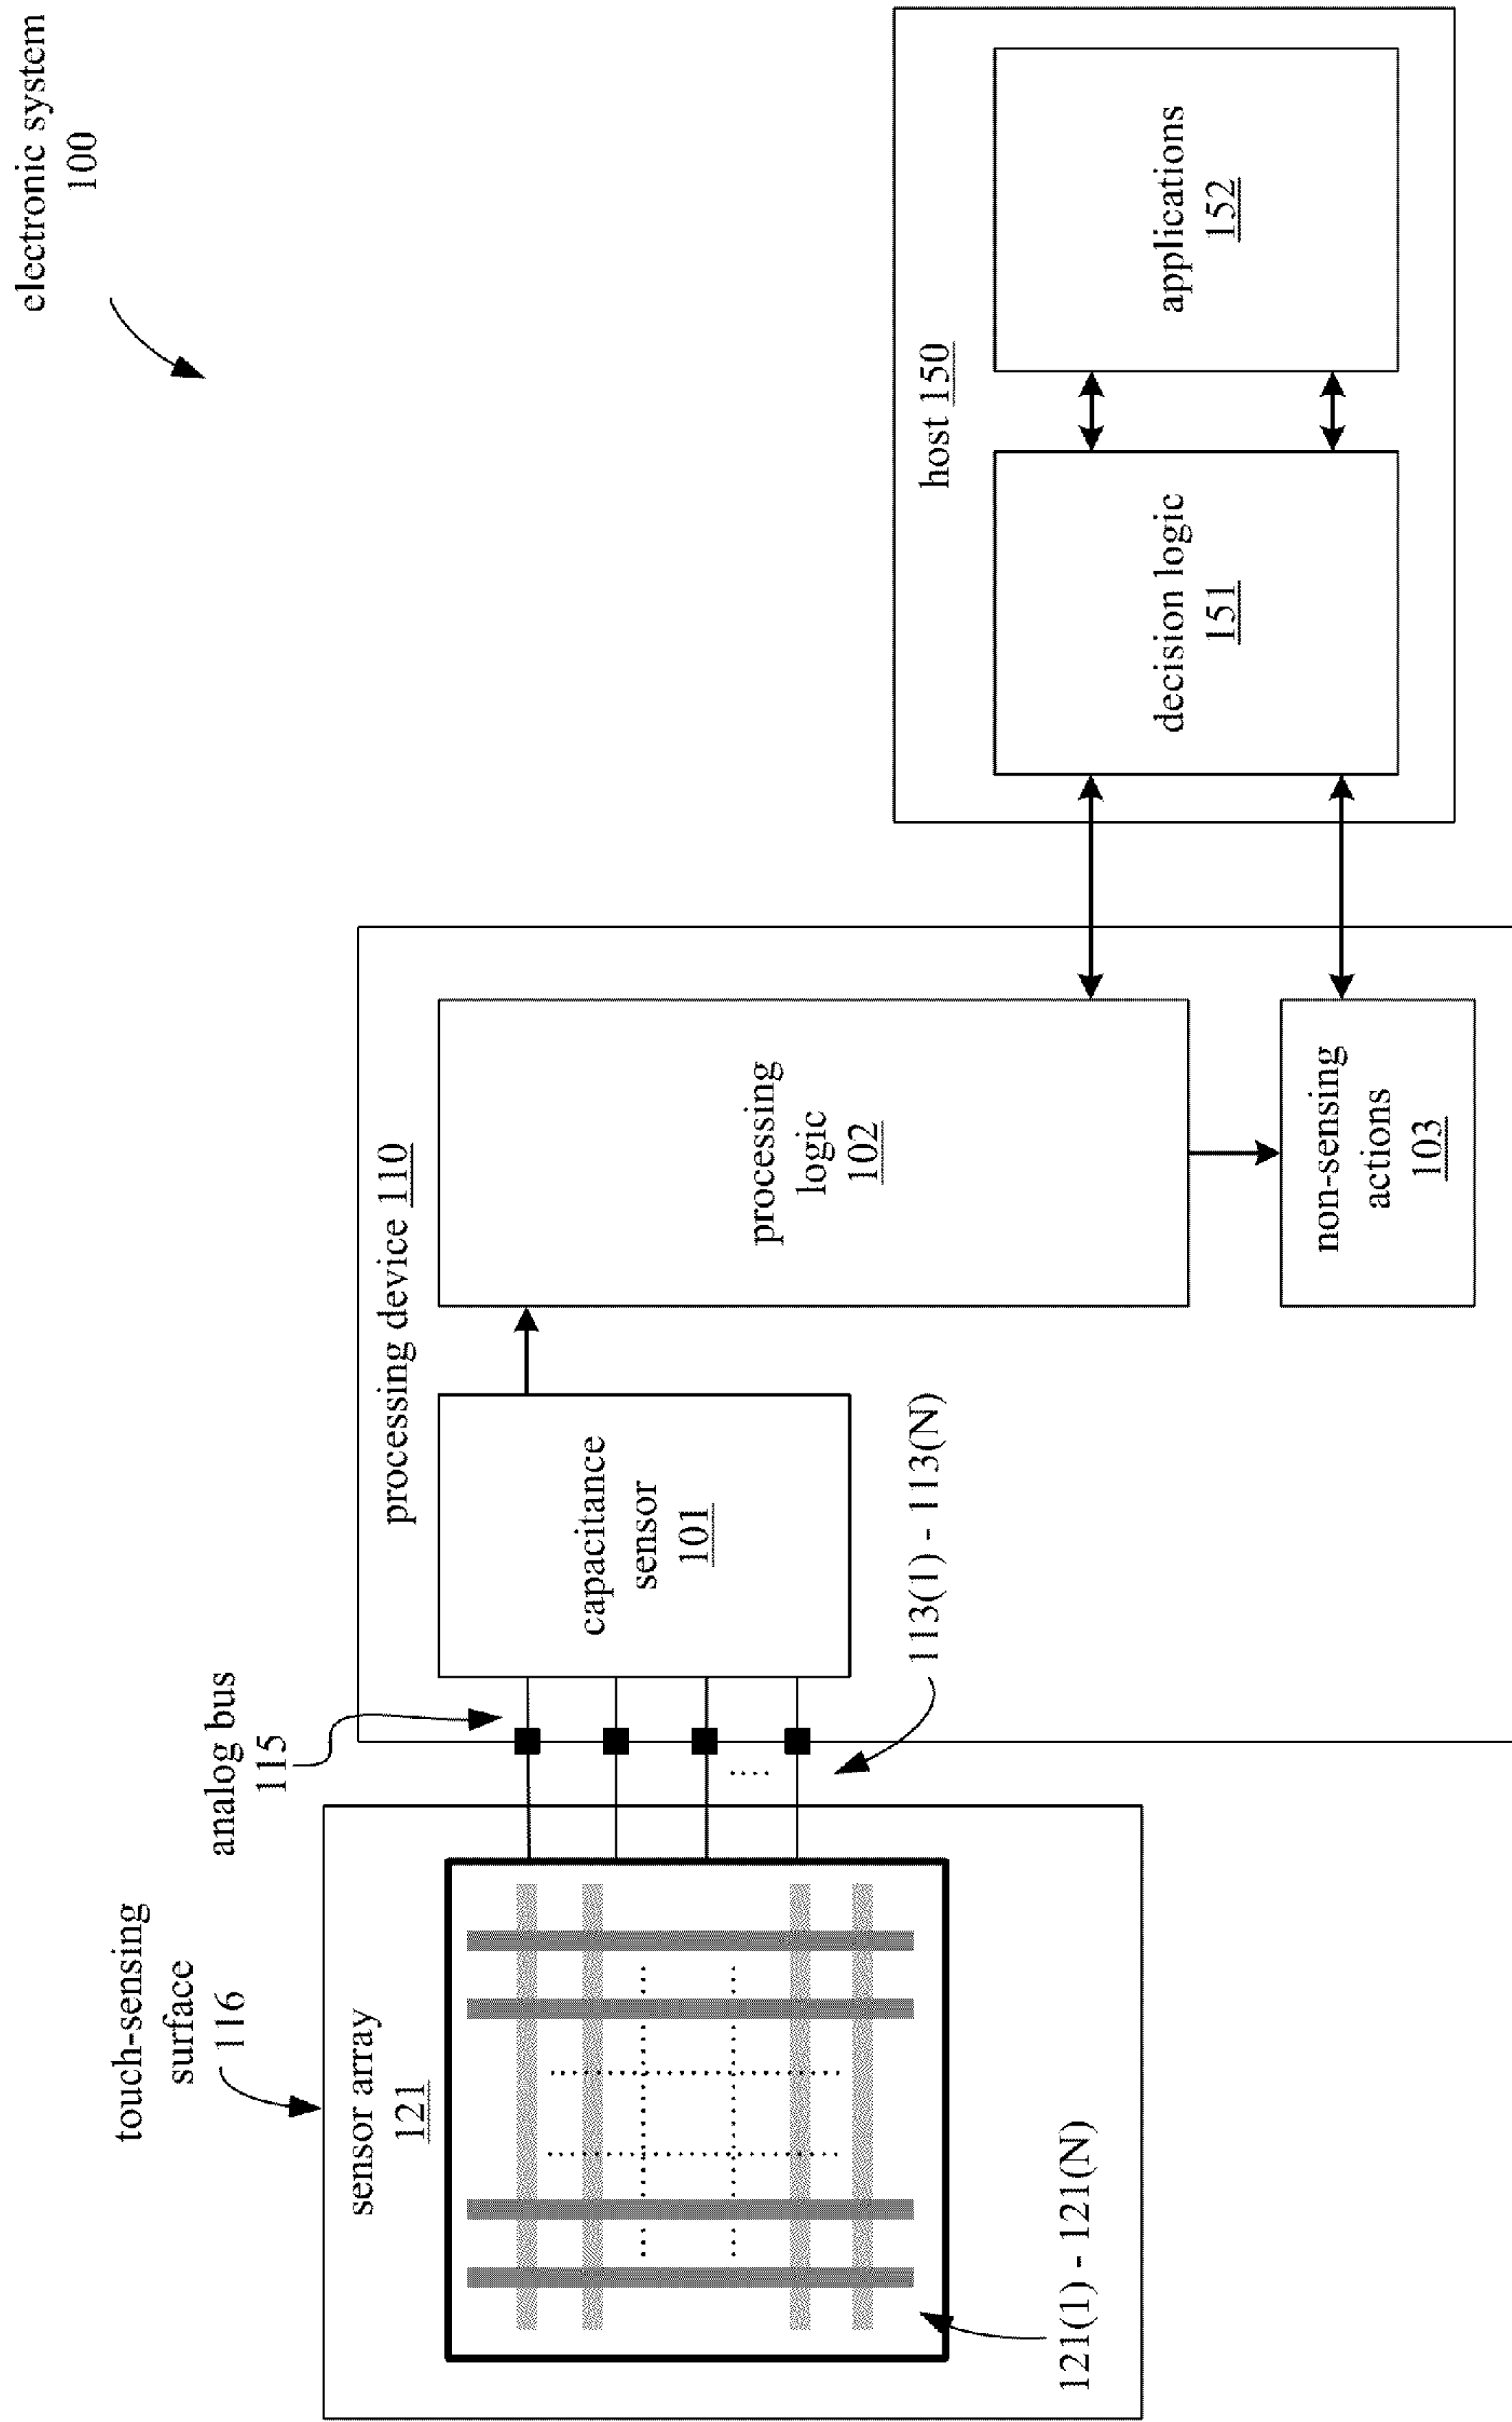 electronic system
100
touch-sensing
surface
116
analog bus
115
sensor array
121
121(1) - 121(N)
113(1) - 113(N)
processing device 110
capacitance
sensor
101
processing
logic
102
non-sensing
actions
103
host 150
decision logic
151
applications
152